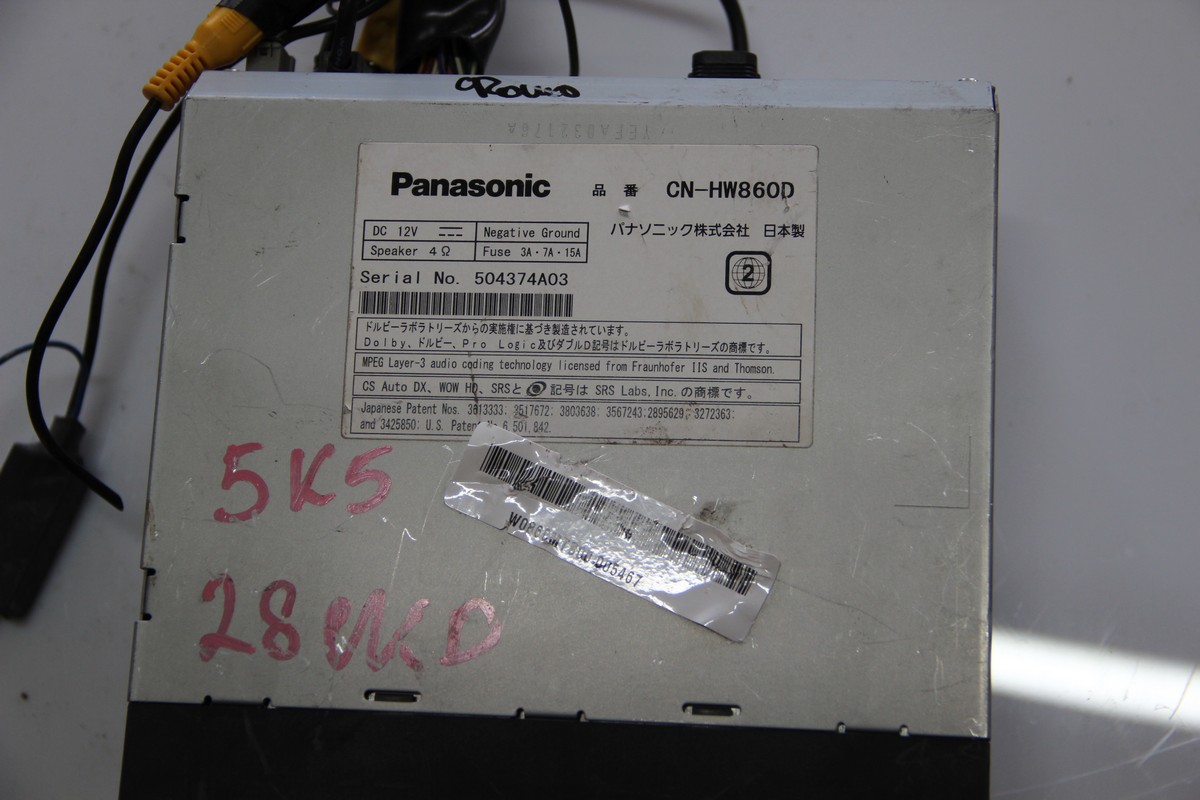 Panasonic 品番 CN-HW860D
DC 12V Negative Ground
Speaker 4Ω Fuse 3A・7A・15A
パナソニック株式会社 日本製
2
Serial No. 504374A03
ドルビーラボラトリーズからの実施権に基づき製造されています。
Dolby、ドルビー、Pro Logic及びダブルD記号はドルビーラボラトリーズの商標です。
MPEG Layer-3 audio coding technology licensed from Fraunhofer IIS and Thomson.
CS Auto DX、WOW HD、SRSと 記号は SRS Labs, Inc. の商標です。
Japanese Patent Nos. 3813333; 3517672; 3803638; 3567243; 2895629; 3272363;
and 3425850; U.S. Patent No. 6,501,842.
5K5
28